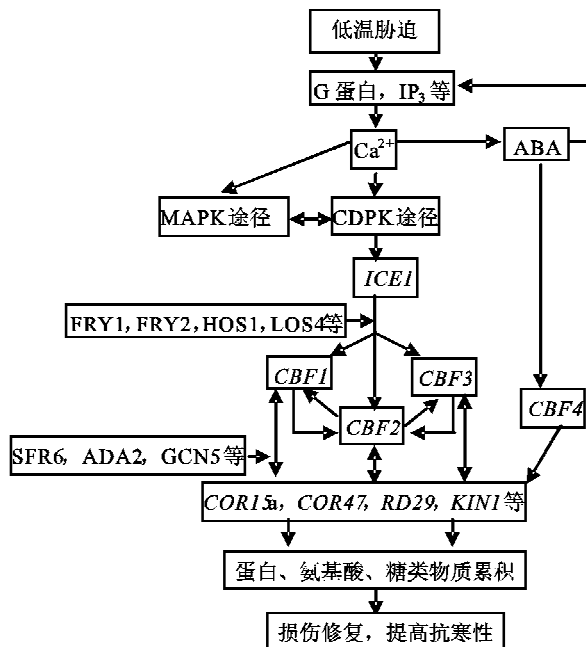 低温胁迫
G 蛋白，IP₃等
Ca²⁺
ABA
MAPK途径
CDPK途径
ICE1
FRY1, FRY2, HOS1, LOS4等
CBF1
CBF3
CBF2
CBF4
SFR6，ADA2，GCN5等
COR15a，COR47，RD29，KIN1等
蛋白、氨基酸、糖类物质累积
损伤修复，提高抗寒性